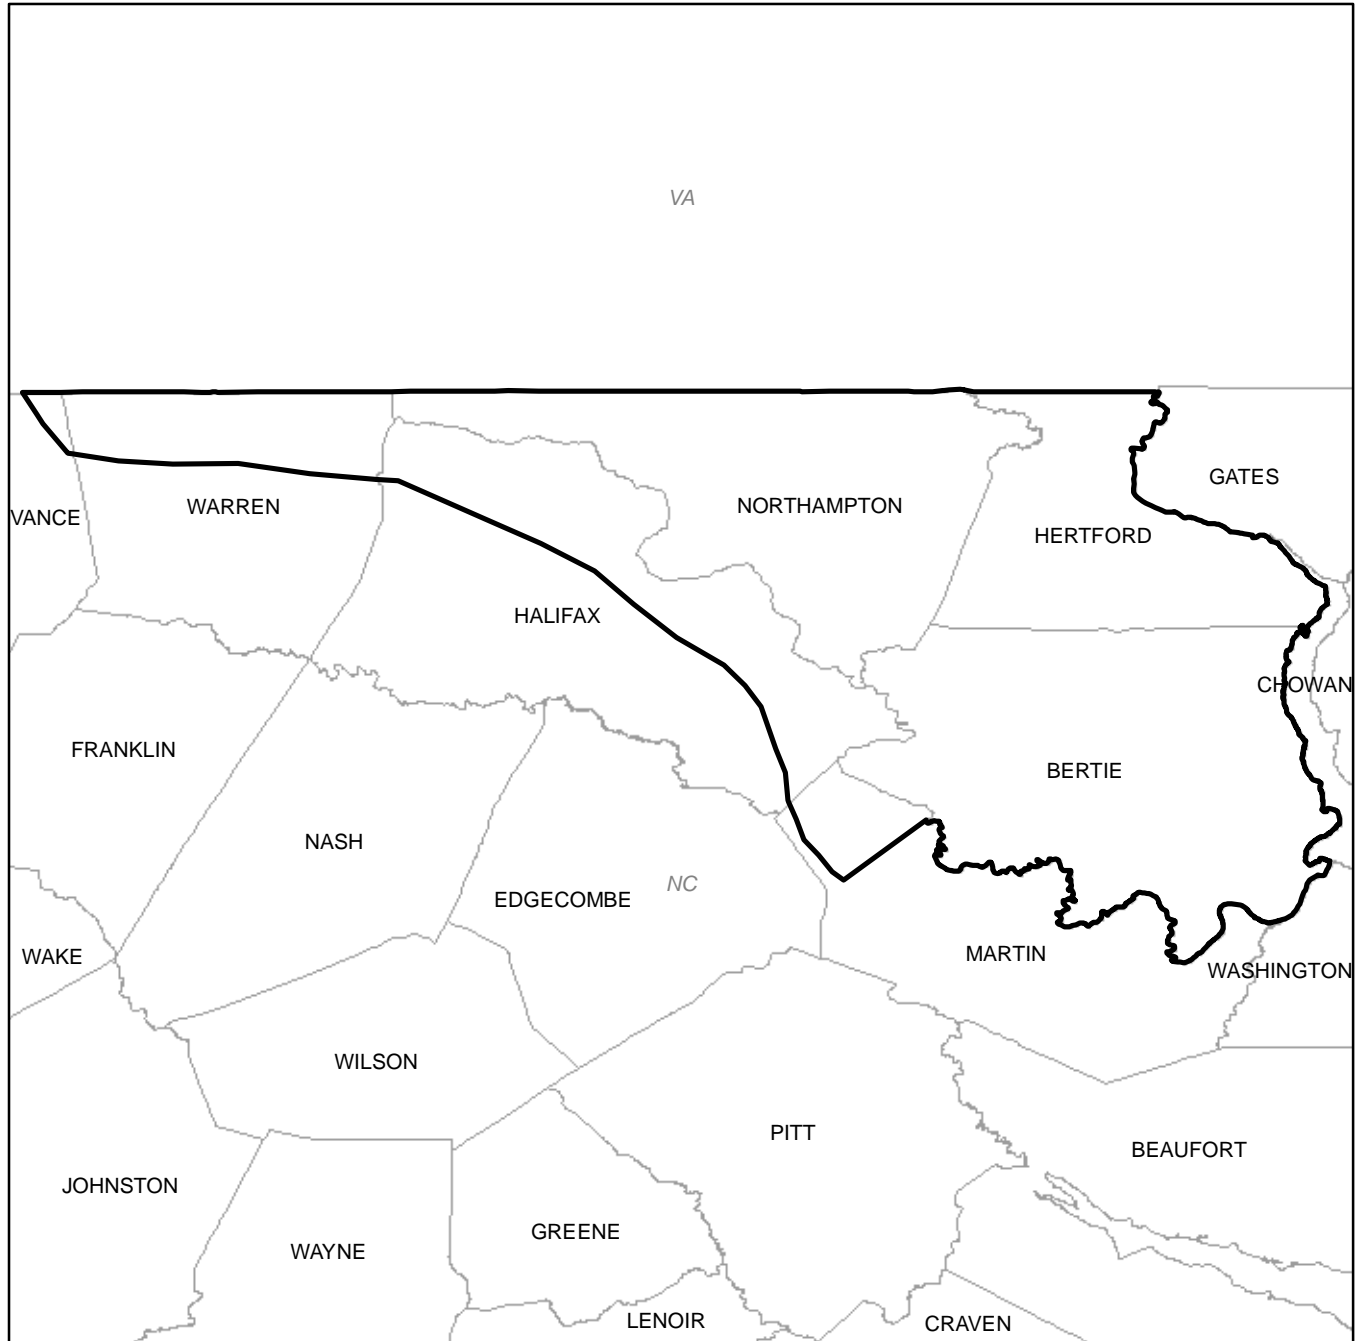 VA
GATES
NORTHAMPTON
WARREN
VANCE
HERTFORD
HALIFAX
CHOWAN
FRANKLIN
BERTIE
NASH
NC
EDGECOMBE
MARTIN
WAKE
WASHINGTON
WILSON
PITT
BEAUFORT
JOHNSTON
GREENE
WAYNE
LENOIR
CRAVEN